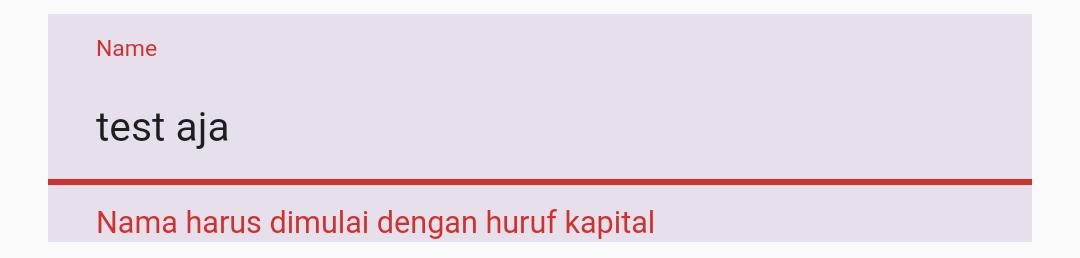 Name
test aja
Nama harus dimulai dengan huruf kapital